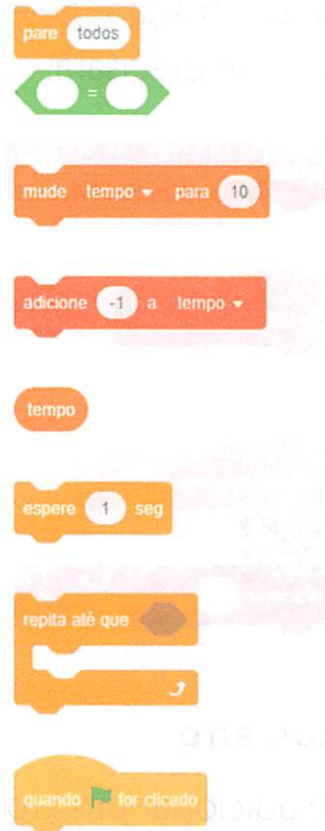 pare todos
=
mude tempo para 10
adicione -1 a tempo
tempo
espere 1 seg
repita até que
quando for clicado